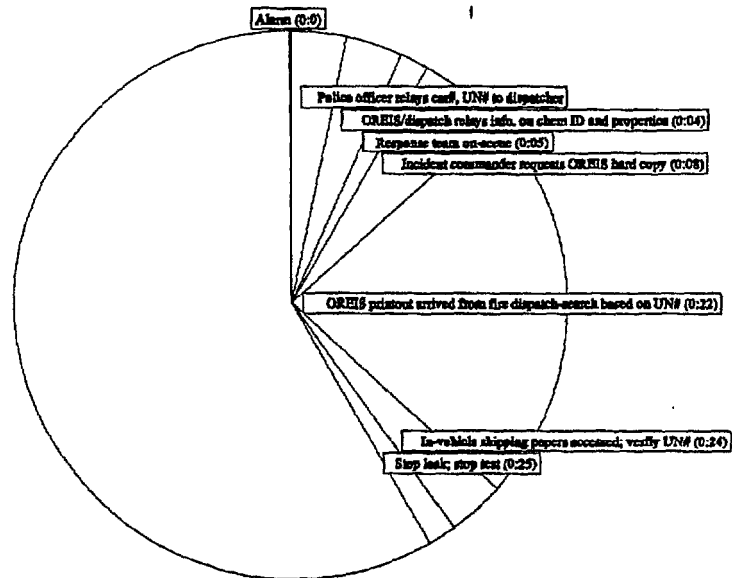 Alarm (0:0)
Police officer relays car#, UN# to dispatcher
OREIS/dispatch relays info. on chem ID and properties (0:04)
Response team on-scene (0:05)
Incident commander requests OREIS hard copy (0:08)
OREIS printout arrived from fire dispatch-search based on UN# (0:22)
In-vehicle shipping papers accessed; verify UN# (0:24)
Stop leak; stop test (0:25)